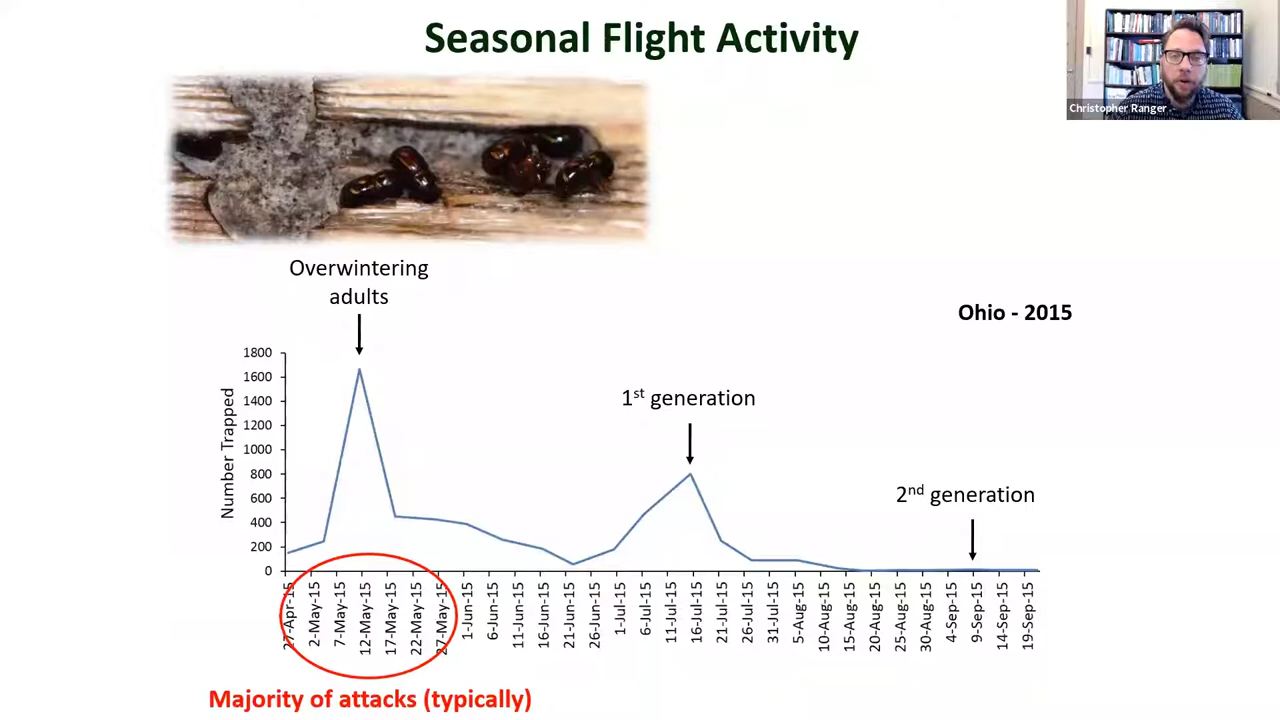 Seasonal Flight Activity
Christopher Ranger
Overwintering
adults
Ohio - 2015
1st generation
2nd generation
Number Trapped
1800
1600
1400
1200
1000
800
600
400
200
0
27-Apr-15
2-May-15
7-May-15
12-May-15
17-May-15
22-May-15
27-May-15
1-Jun-15
6-Jun-15
11-Jun-15
16-Jun-15
21-Jun-15
26-Jun-15
1-Jul-15
6-Jul-15
11-Jul-15
16-Jul-15
21-Jul-15
26-Jul-15
31-Jul-15
5-Aug-15
10-Aug-15
15-Aug-15
20-Aug-15
25-Aug-15
30-Aug-15
4-Sep-15
9-Sep-15
14-Sep-15
19-Sep-15
Majority of attacks (typically)